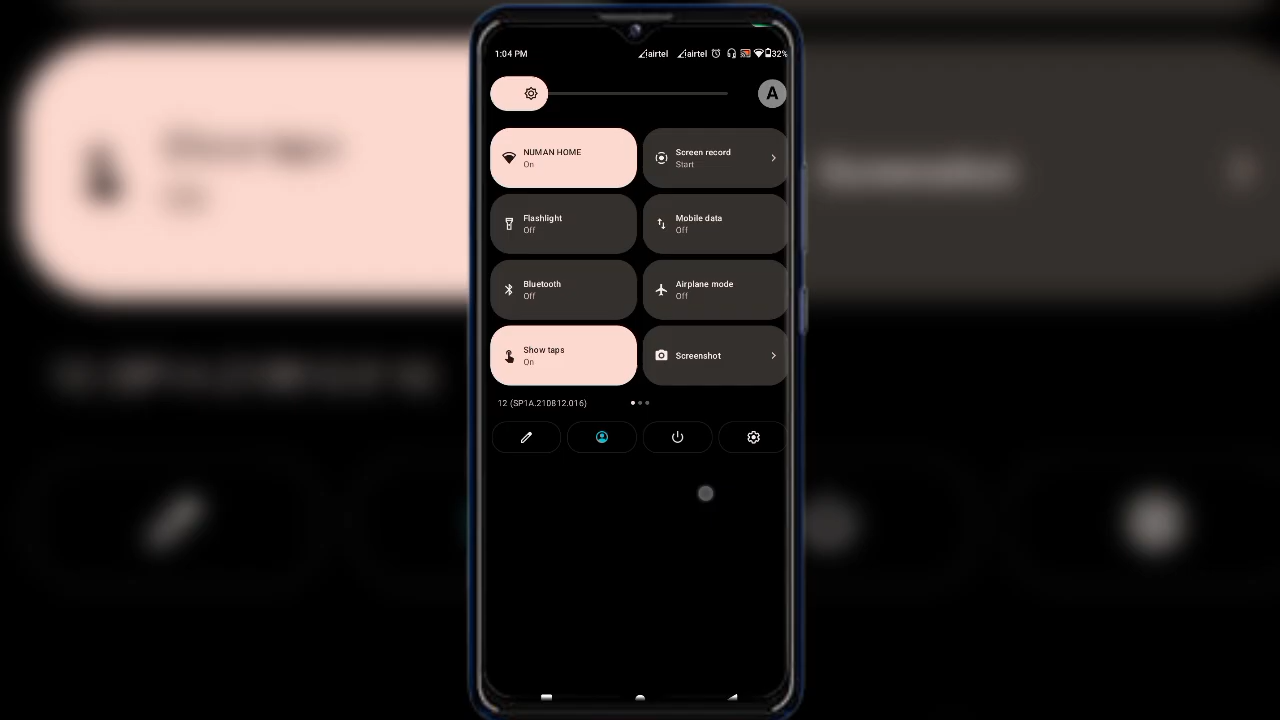 1:04 PM airtel airtel 32%
A
NUMAN HOME
On
Screen record
Start
Flashlight
Off
Mobile data
Off
Bluetooth
Off
Airplane mode
Off
Show taps
On
Screenshot
12 (SP1A.210812.016)